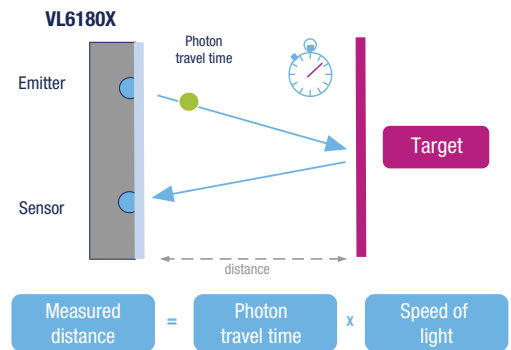 VL6180X
Photon
travel time
Emitter
Target
Sensor
distance
Measured
distance
=
Photon
travel time
x
Speed of
light